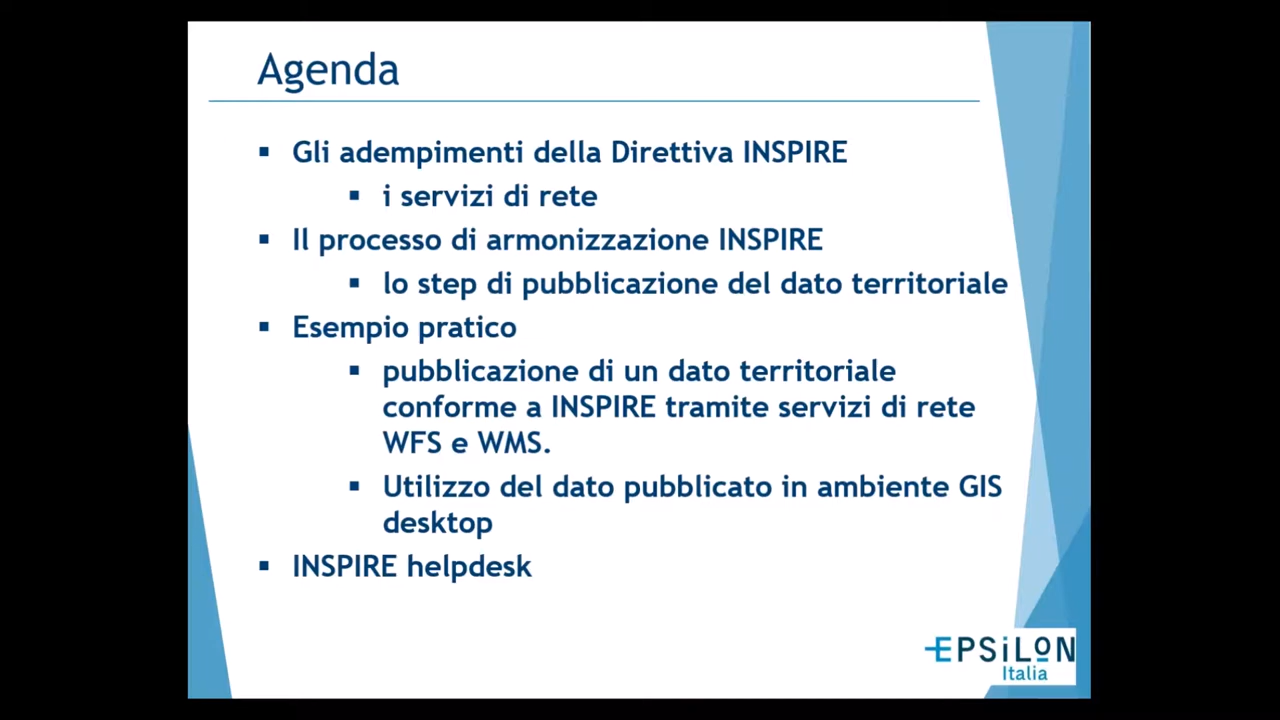 Agenda
▪ Gli adempimenti della Direttiva INSPIRE
▪ i servizi di rete
▪ Il processo di armonizzazione INSPIRE
▪ lo step di pubblicazione del dato territoriale
▪ Esempio pratico
▪ pubblicazione di un dato territoriale
conforme a INSPIRE tramite servizi di rete
WFS e WMS.
▪ Utilizzo del dato pubblicato in ambiente GIS
desktop
▪ INSPIRE helpdesk
EPSiLON
Italia